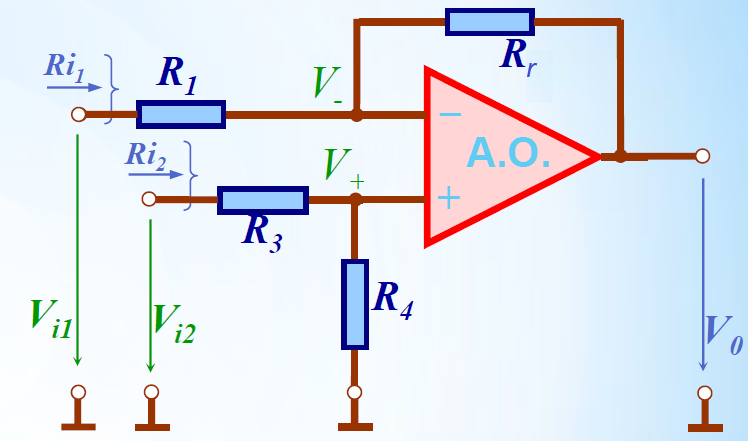 Rr
Ri1
R1
V-
−
A.O.
Ri2
V+
+
R3
R4
Vi1
Vi2
V0